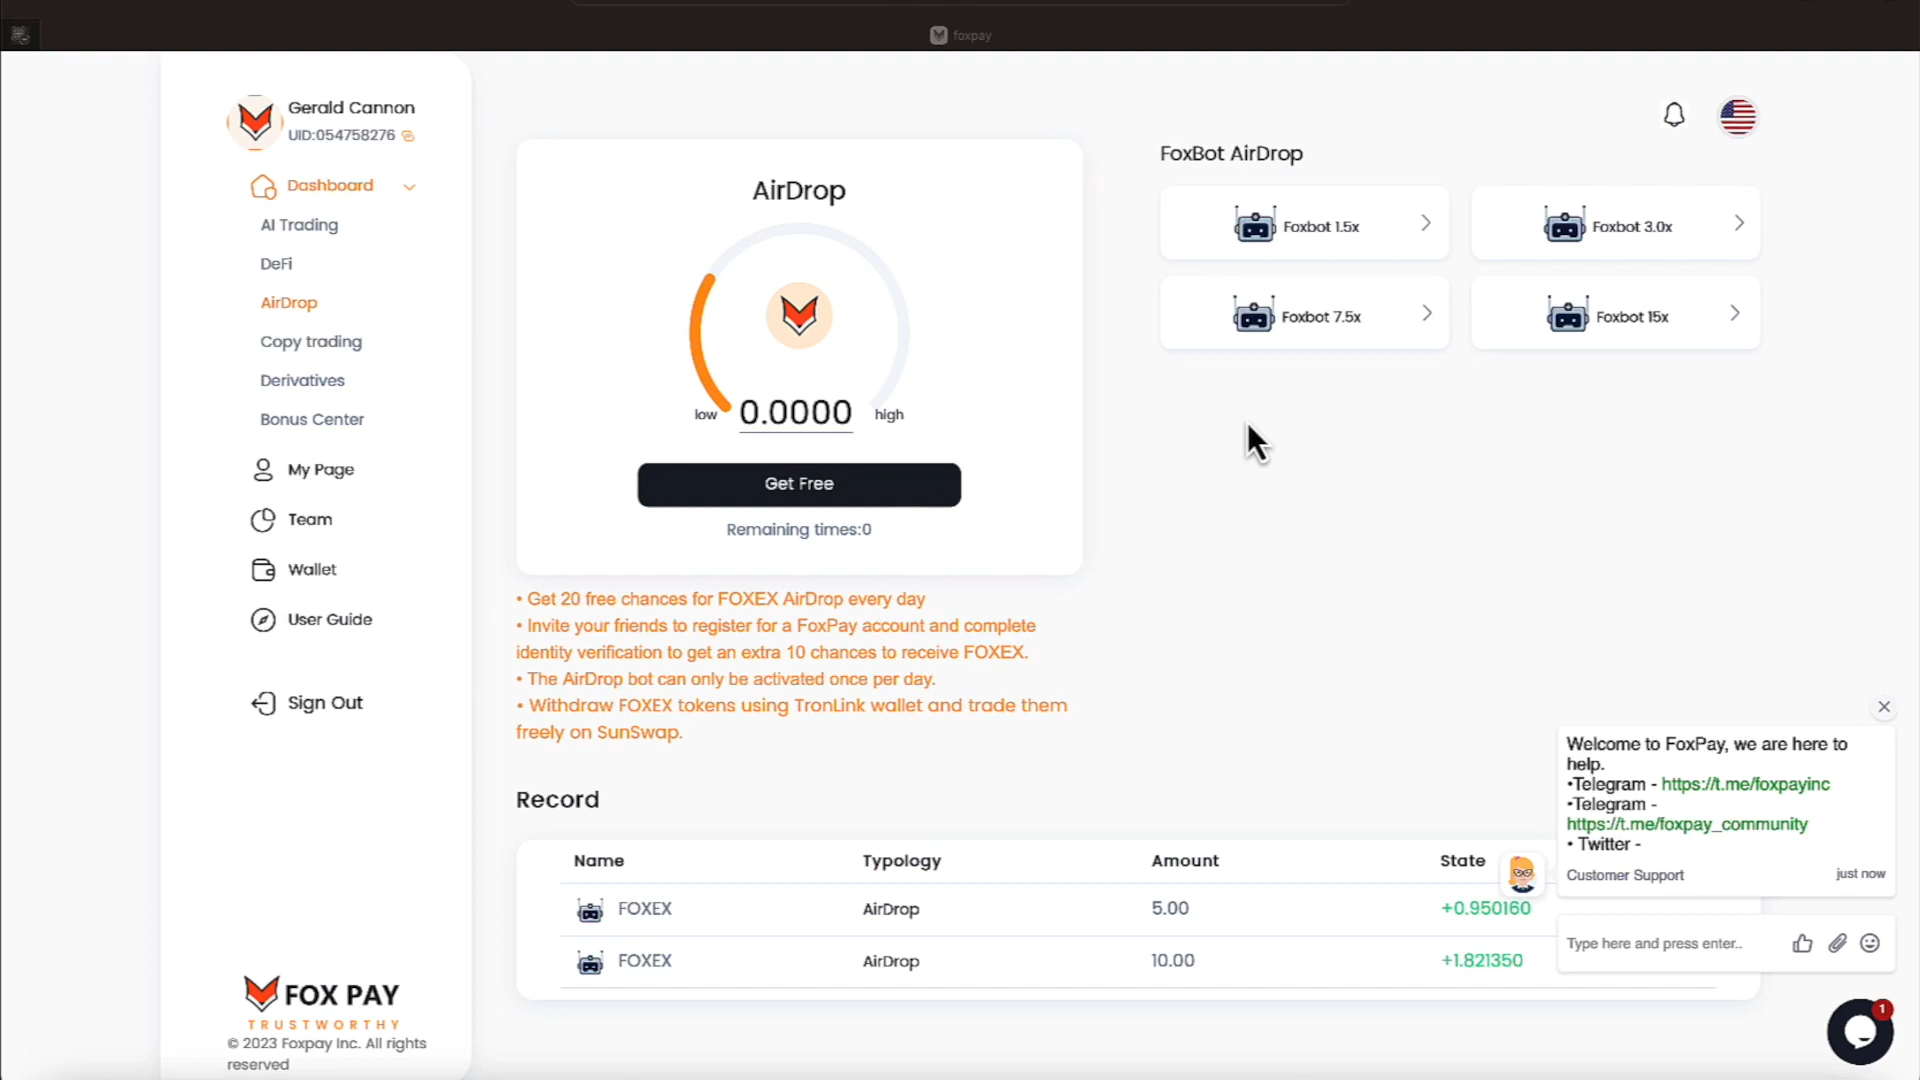 foxpay
Gerald Cannon
UID:054758276
Dashboard
AI Trading
DeFi
AirDrop
Copy trading
Derivatives
Bonus Center
My Page
Team
Wallet
User Guide
Sign Out
FOX PAY
TRUSTWORTHY
© 2023 Foxpay Inc. All rights
reserved
AirDrop
low 0.0000 high
Get Free
Remaining times:0
• Get 20 free chances for FOXEX AirDrop every day
• Invite your friends to register for a FoxPay account and complete
identity verification to get an extra 10 chances to receive FOXEX.
• The AirDrop bot can only be activated once per day.
• Withdraw FOXEX tokens using TronLink wallet and trade them
freely on SunSwap.
FoxBot AirDrop
Foxbot 1.5x
Foxbot 3.0x
Foxbot 7.5x
Foxbot 15x
Record
Name Typology Amount State
FOXEX AirDrop 5.00 +0.950160
FOXEX AirDrop 10.00 +1.821350
Welcome to FoxPay, we are here to
help.
•Telegram - https://t.me/foxpayinc
•Telegram -
https://t.me/foxpay_community
• Twitter -
Customer Support just now
Type here and press enter..
1